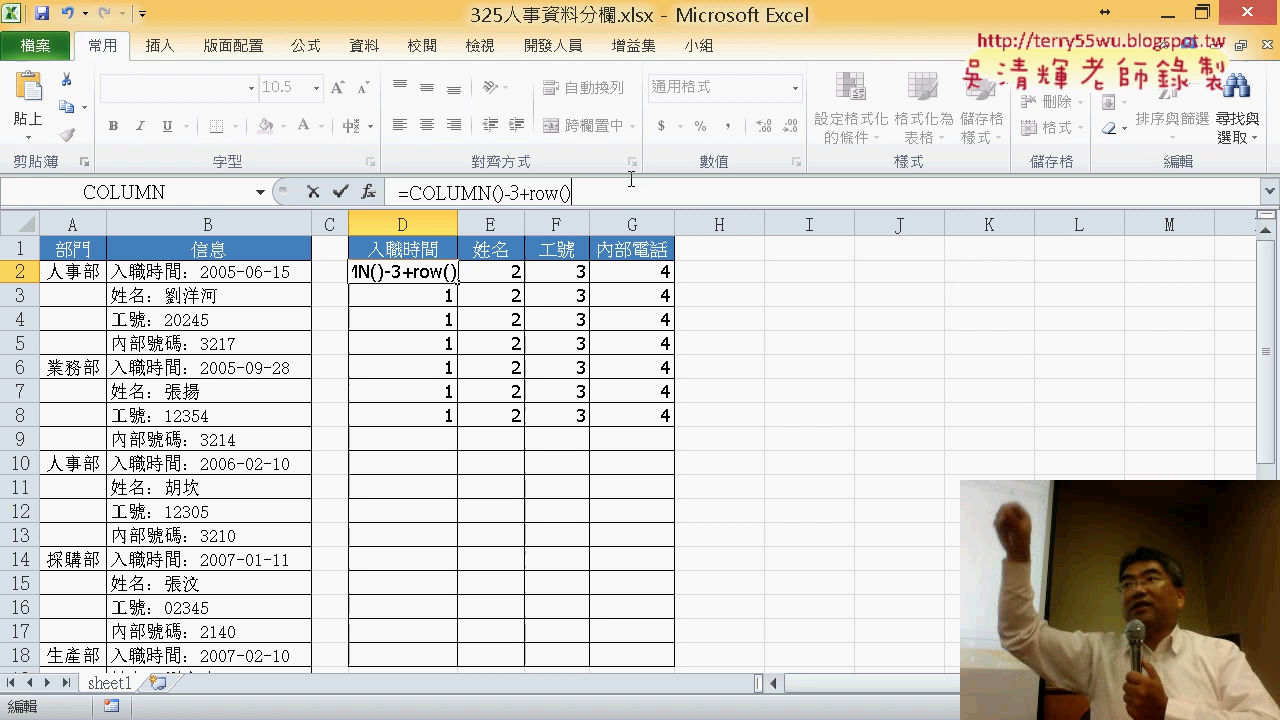 325人事資料分欄.xlsx - Microsoft Excel
檔案 常用 插入 版面配置 公式 資料 校閱 檢視 開發人員 增益集 小組
http://terry55wu.blogspot.tw
吳清輝老師錄製
貼上 10.5 自動換列 通用格式 設定格式化的條件 格式化為表格 儲存格樣式 刪除 格式 排序與篩選 尋找與選取
跨欄置中
剪貼簿 字型 對齊方式 數值 樣式 儲存格 編輯
COLUMN =COLUMN()-3+row()
A B C D E F G H I J K L M
1 部門 信息 入職時間 姓名 工號 內部電話
2 人事部 入職時間：2005-06-15 N()-3+row() 2 3 4
3 姓名：劉洋河 1 2 3 4
4 工號：20245 1 2 3 4
5 內部號碼：3217 1 2 3 4
6 業務部 入職時間：2005-09-28 1 2 3 4
7 姓名：張揚 1 2 3 4
8 工號：12354 1 2 3 4
9 內部號碼：3214
10 人事部 入職時間：2006-02-10
11 姓名：胡坎
12 工號：12305
13 內部號碼：3210
14 採購部 入職時間：2007-01-11
15 姓名：張汶
16 工號：02345
17 內部號碼：2140
18 生產部 入職時間：2007-02-10
sheet1
編輯